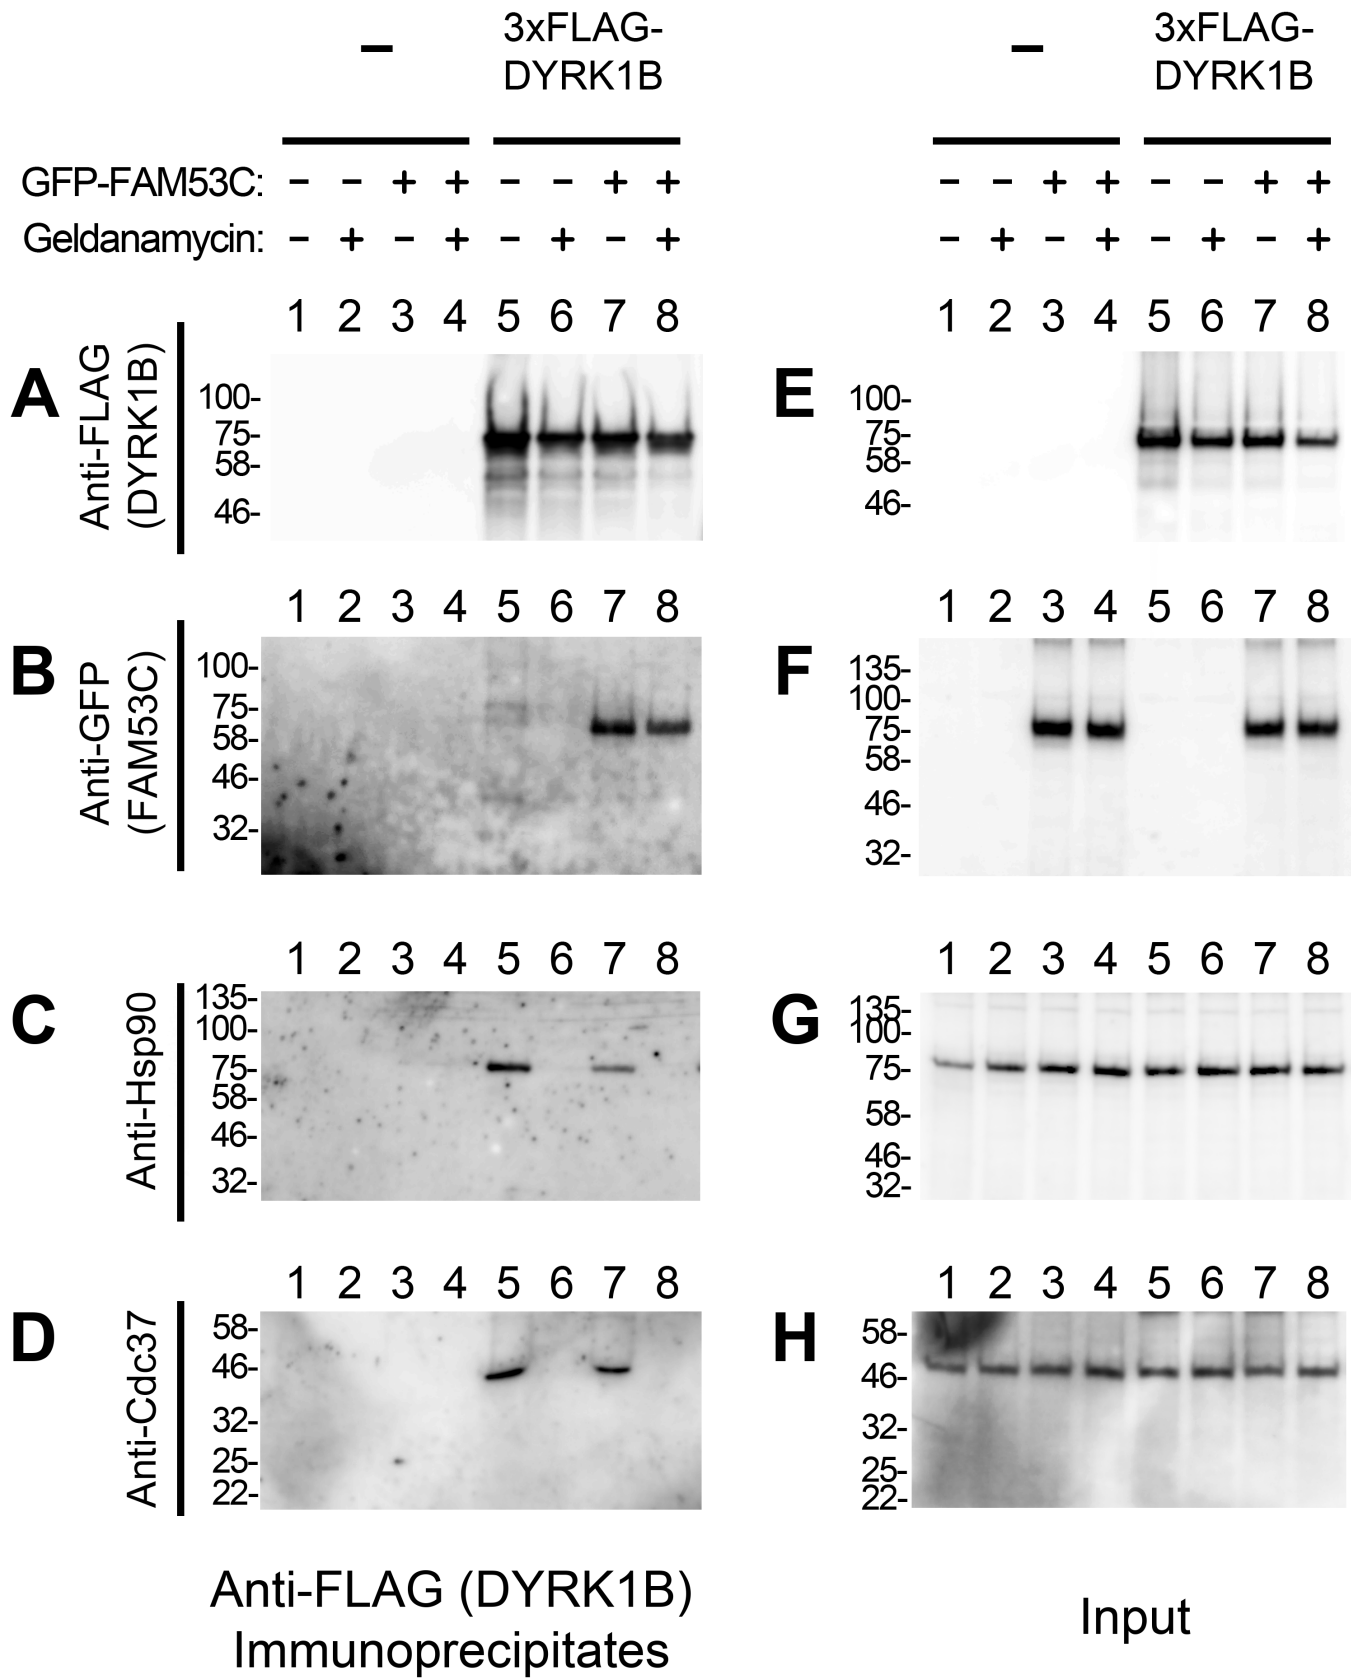 – 3xFLAG-
DYRK1B
– 3xFLAG-
DYRK1B
GFP-FAM53C: – – + + – – + +
– – + + – – + +
Geldanamycin: – + – + – + – +
– + – + – + – +
A
Anti-FLAG
(DYRK1B)
1 2 3 4 5 6 7 8
100-
75-
58-
46-
E
1 2 3 4 5 6 7 8
100-
75-
58-
46-
B
Anti-GFP
(FAM53C)
1 2 3 4 5 6 7 8
100-
75-
58-
46-
32-
F
1 2 3 4 5 6 7 8
135-
100-
75-
58-
46-
32-
C
Anti-Hsp90
1 2 3 4 5 6 7 8
135-
100-
75-
58-
46-
32-
G
1 2 3 4 5 6 7 8
135-
100-
75-
58-
46-
32-
D
Anti-Cdc37
1 2 3 4 5 6 7 8
58-
46-
32-
25-
22-
H
1 2 3 4 5 6 7 8
58-
46-
32-
25-
22-
Anti-FLAG (DYRK1B)
Immunoprecipitates
Input